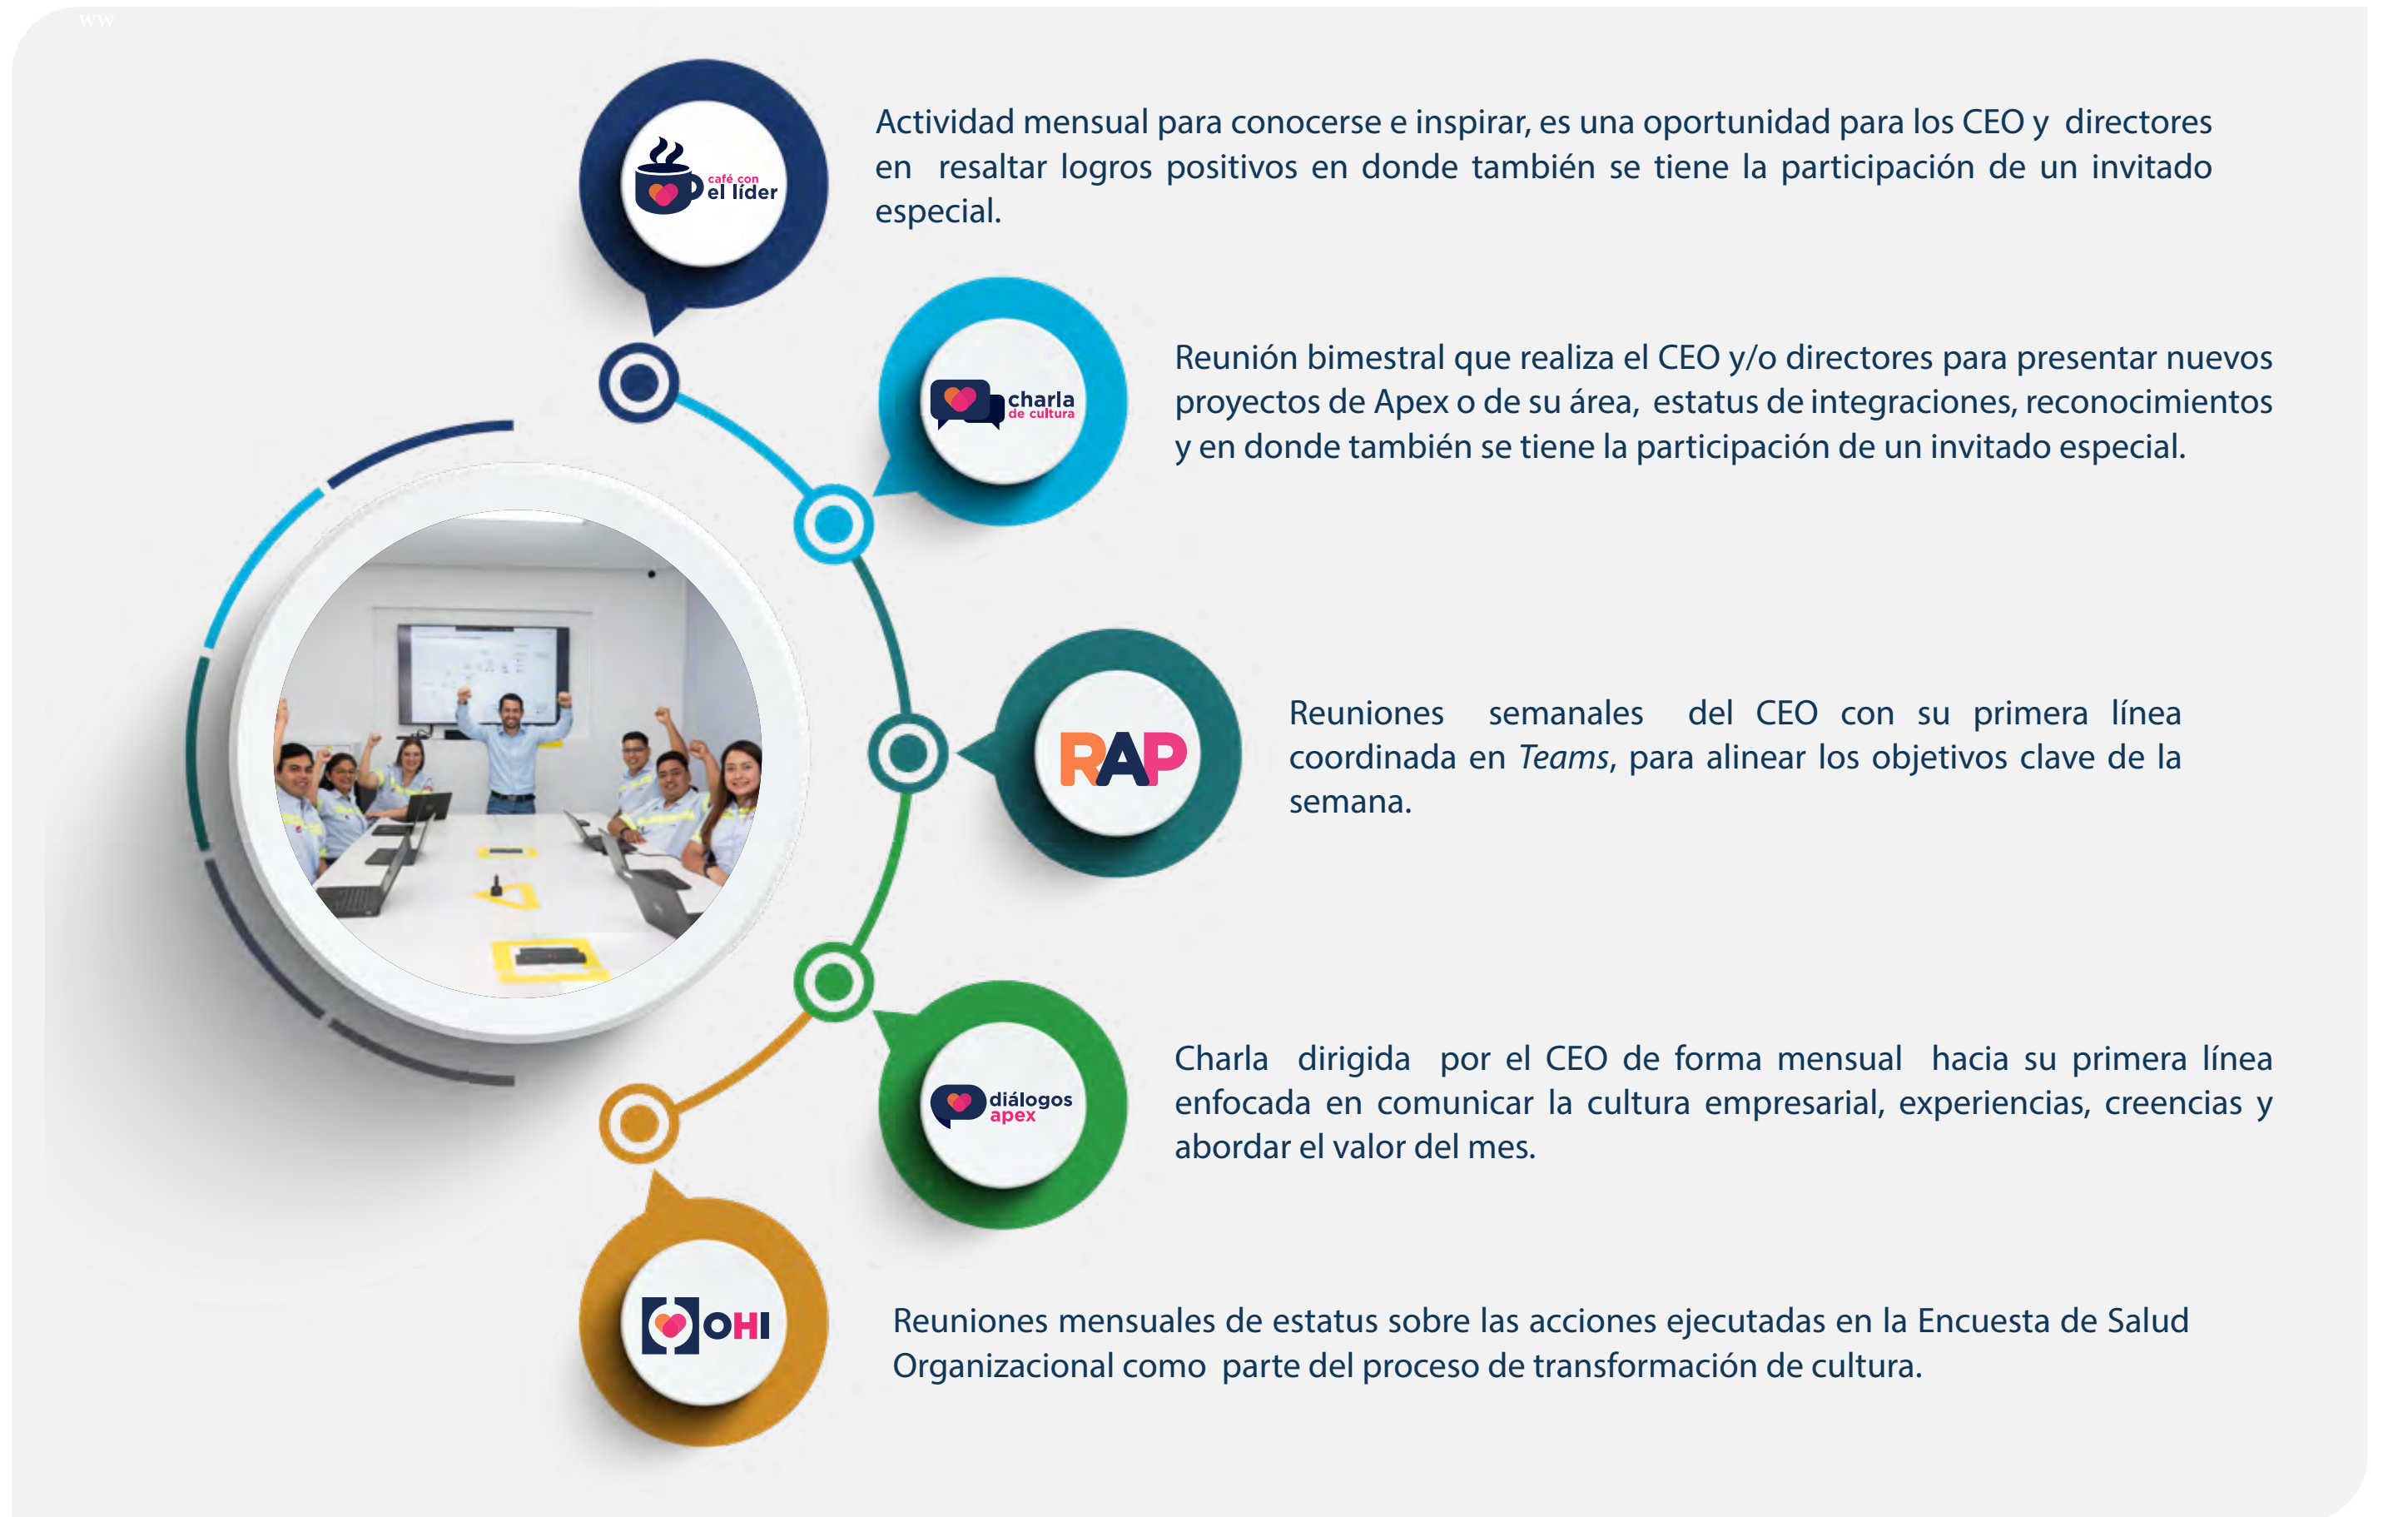 ww
café con
el líder
Actividad mensual para conocerse e inspirar, es una oportunidad para los CEO y directores
en resaltar logros positivos en donde también se tiene la participación de un invitado
especial.
charla
de cultura
Reunión bimestral que realiza el CEO y/o directores para presentar nuevos
proyectos de Apex o de su área, estatus de integraciones, reconocimientos
y en donde también se tiene la participación de un invitado especial.
RAP
Reuniones semanales del CEO con su primera línea
coordinada en Teams, para alinear los objetivos clave de la
semana.
diálogos
apex
Charla dirigida por el CEO de forma mensual hacia su primera línea
enfocada en comunicar la cultura empresarial, experiencias, creencias y
abordar el valor del mes.
OHI
Reuniones mensuales de estatus sobre las acciones ejecutadas en la Encuesta de Salud
Organizacional como parte del proceso de transformación de cultura.